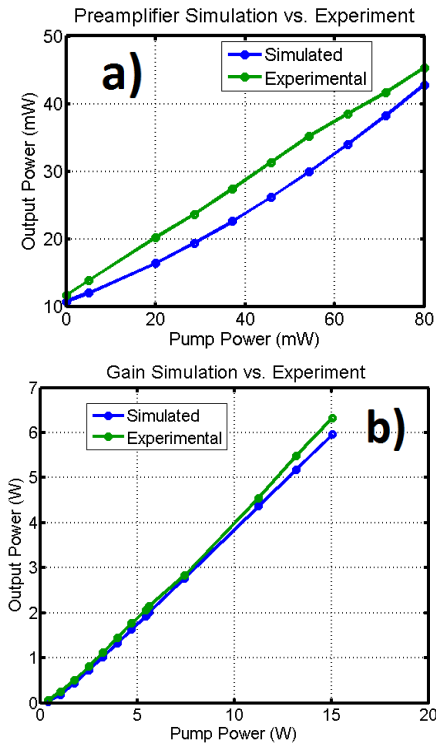 Preamplifier Simulation vs. Experiment
a)
Simulated
Experimental
Output Power (mW)
50
40
30
20
10
0 20 40 60 80
Pump Power (mW)
Gain Simulation vs. Experiment
b)
Simulated
Experimental
Output Power (W)
7
6
5
4
3
2
1
0
0 5 10 15 20
Pump Power (W)